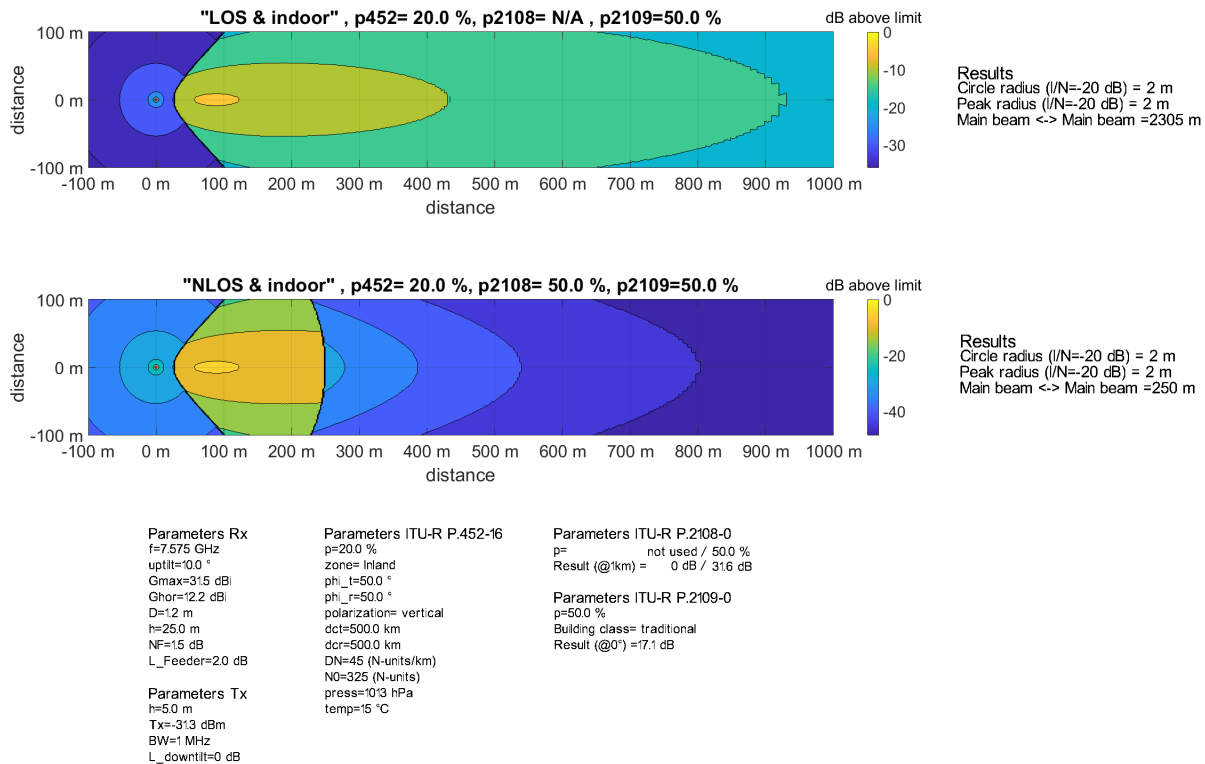 "LOS & indoor" , p452= 20.0 %, p2108= N/A , p2109=50.0 %
dB above limit
100 m
0 m
-100 m
distance
-100 m 0 m 100 m 200 m 300 m 400 m 500 m 600 m 700 m 800 m 900 m 1000 m
distance
0
-10
-20
-30
Results
Circle radius (I/N=-20 dB) = 2 m
Peak radius (I/N=-20 dB) = 2 m
Main beam <-> Main beam =2305 m
"NLOS & indoor" , p452= 20.0 %, p2108= 50.0 %, p2109=50.0 %
dB above limit
100 m
0 m
-100 m
distance
-100 m 0 m 100 m 200 m 300 m 400 m 500 m 600 m 700 m 800 m 900 m 1000 m
distance
0
-20
-40
Results
Circle radius (I/N=-20 dB) = 2 m
Peak radius (I/N=-20 dB) = 2 m
Main beam <-> Main beam =250 m
Parameters Rx
f=7.575 GHz
uptilt=10.0 °
Gmax=31.5 dBi
Ghor=12.2 dBi
D=1.2 m
h=25.0 m
NF=1.5 dB
L_Feeder=2.0 dB
Parameters Tx
h=5.0 m
Tx=-31.3 dBm
BW=1 MHz
L_downtilt=0 dB
Parameters ITU-R P.452-16
p=20.0 %
zone= Inland
phi_t=50.0 °
phi_r=50.0 °
polarization= vertical
dct=500.0 km
dcr=500.0 km
DN=45 (N-units/km)
N0=325 (N-units)
press=1013 hPa
temp=15 °C
Parameters ITU-R P.2108-0
p= not used / 50.0 %
Result (@1km) = 0 dB / 31.6 dB
Parameters ITU-R P.2109-0
p=50.0 %
Building class= traditional
Result (@0°) =17.1 dB